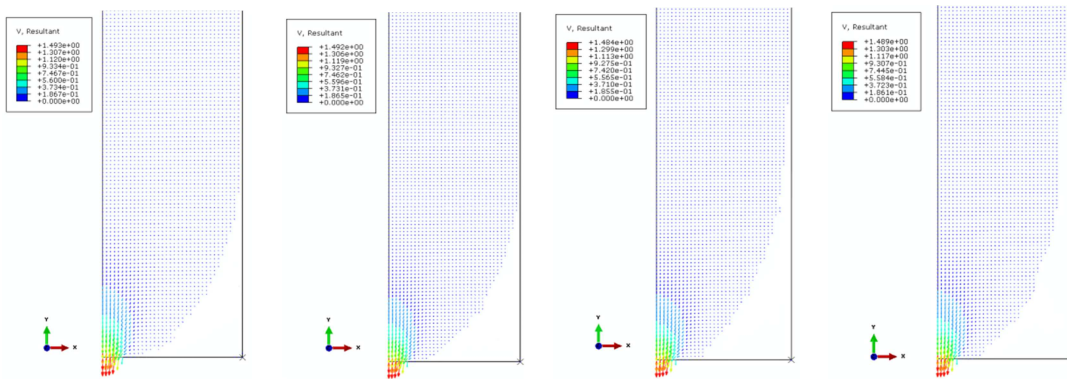 V, Resultant
+1.493e+00
+1.307e+00
+1.120e+00
+9.334e-01
+7.467e-01
+5.600e-01
+3.734e-01
+1.867e-01
+0.000e+00
Y
X
V, Resultant
+1.492e+00
+1.306e+00
+1.119e+00
+9.327e-01
+7.462e-01
+5.596e-01
+3.731e-01
+1.865e-01
+0.000e+00
Y
X
V, Resultant
+1.484e+00
+1.299e+00
+1.113e+00
+9.275e-01
+7.420e-01
+5.565e-01
+3.710e-01
+1.855e-01
+0.000e+00
Y
X
V, Resultant
+1.489e+00
+1.303e+00
+1.117e+00
+9.307e-01
+7.445e-01
+5.584e-01
+3.723e-01
+1.861e-01
+0.000e+00
Y
X